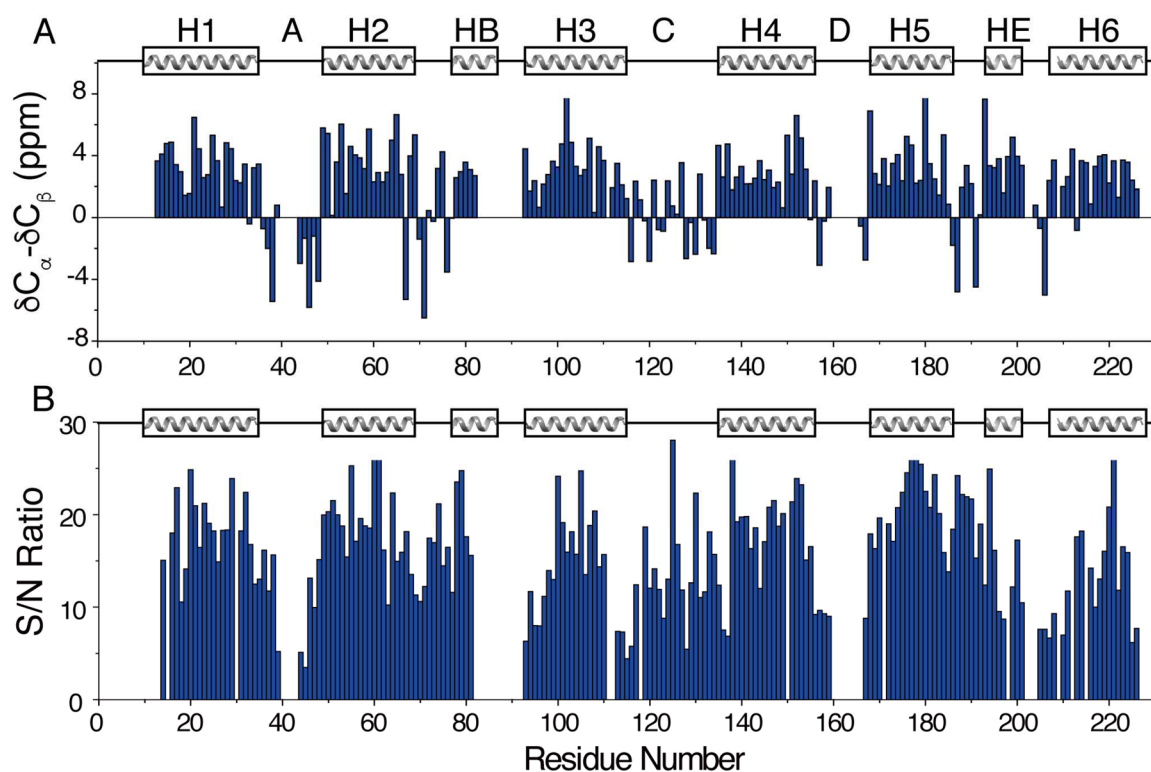 A H1 A H2 HB H3 C H4 D H5 HE H6
δCα-δCβ (ppm)
8
4
0
-4
-8
0 20 40 60 80 100 120 140 160 180 200 220
B
S/N Ratio
30
20
10
0
0 20 40 60 80 100 120 140 160 180 200 220
Residue Number